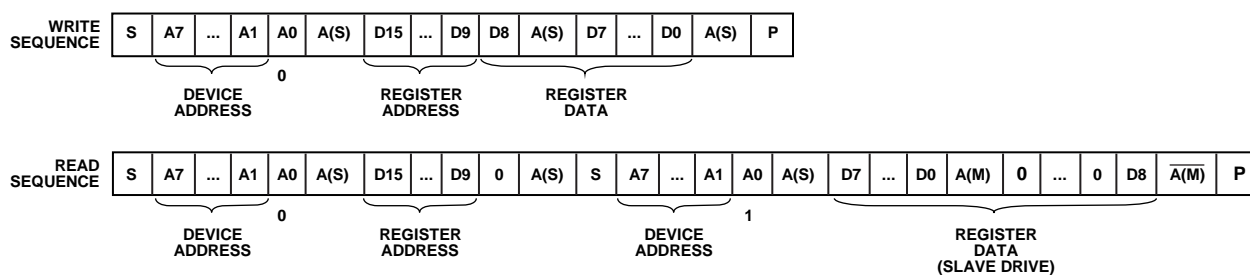 WRITE
SEQUENCE
S A7 ... A1 A0 A(S) D15 ... D9 D8 A(S) D7 ... D0 A(S) P
0
DEVICE
ADDRESS
REGISTER
ADDRESS
REGISTER
DATA
READ
SEQUENCE
S A7 ... A1 A0 A(S) D15 ... D9 0 A(S) S A7 ... A1 A0 A(S) D7 ... D0 A(M) 0 ... 0 D8 A(M) P
0
1
DEVICE
ADDRESS
REGISTER
ADDRESS
DEVICE
ADDRESS
REGISTER
DATA
(SLAVE DRIVE)